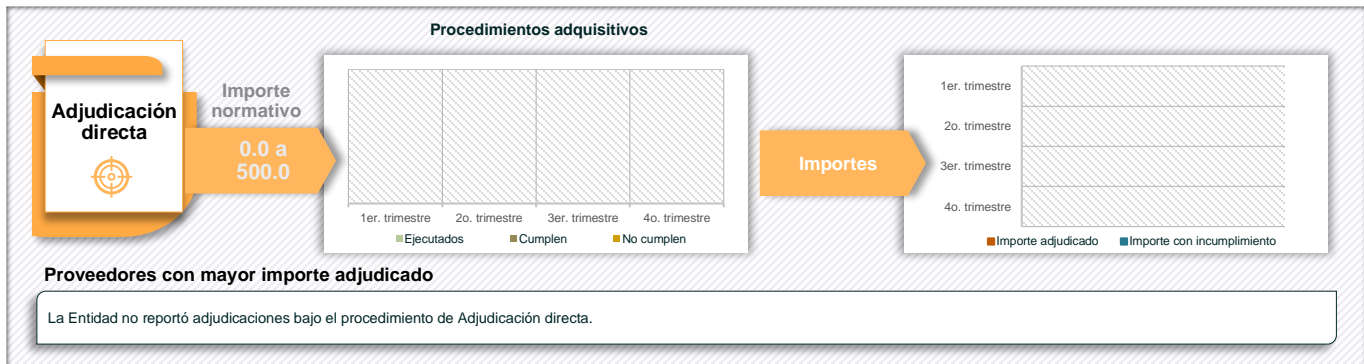 Procedimientos adquisitivos
Adjudicación
directa
Importe
normativo
0.0 a
500.0
1er. trimestre
2o. trimestre
3er. trimestre
4o. trimestre
Ejecutados
Cumplen
No cumplen
Importes
1er. trimestre
2o. trimestre
3er. trimestre
4o. trimestre
Importe adjudicado
Importe con incumplimiento
Proveedores con mayor importe adjudicado
La Entidad no reportó adjudicaciones bajo el procedimiento de Adjudicación directa.